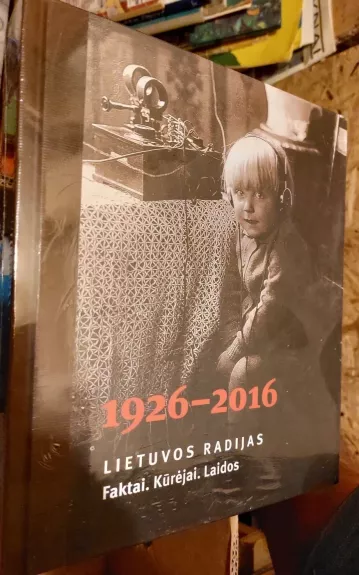 1926–2016
LIETUVOS RADIJAS
Faktai. Kūrėjai. Laidos